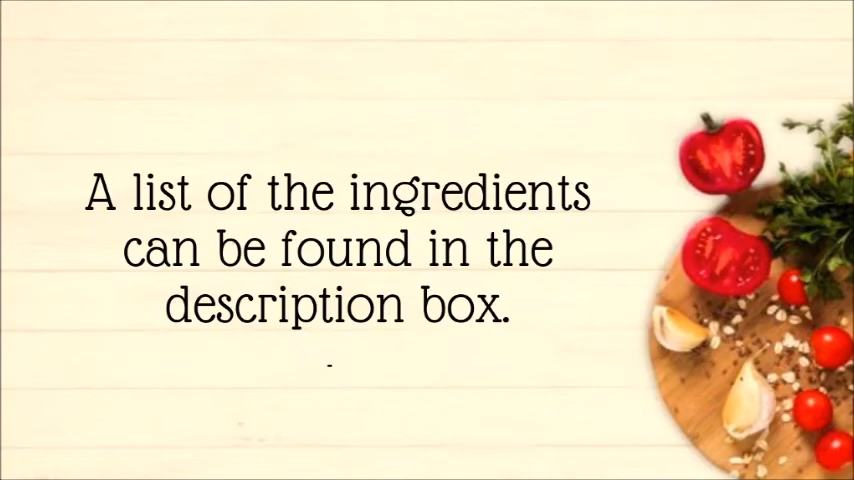 A list of the ingredients
can be found in the
description box.
-